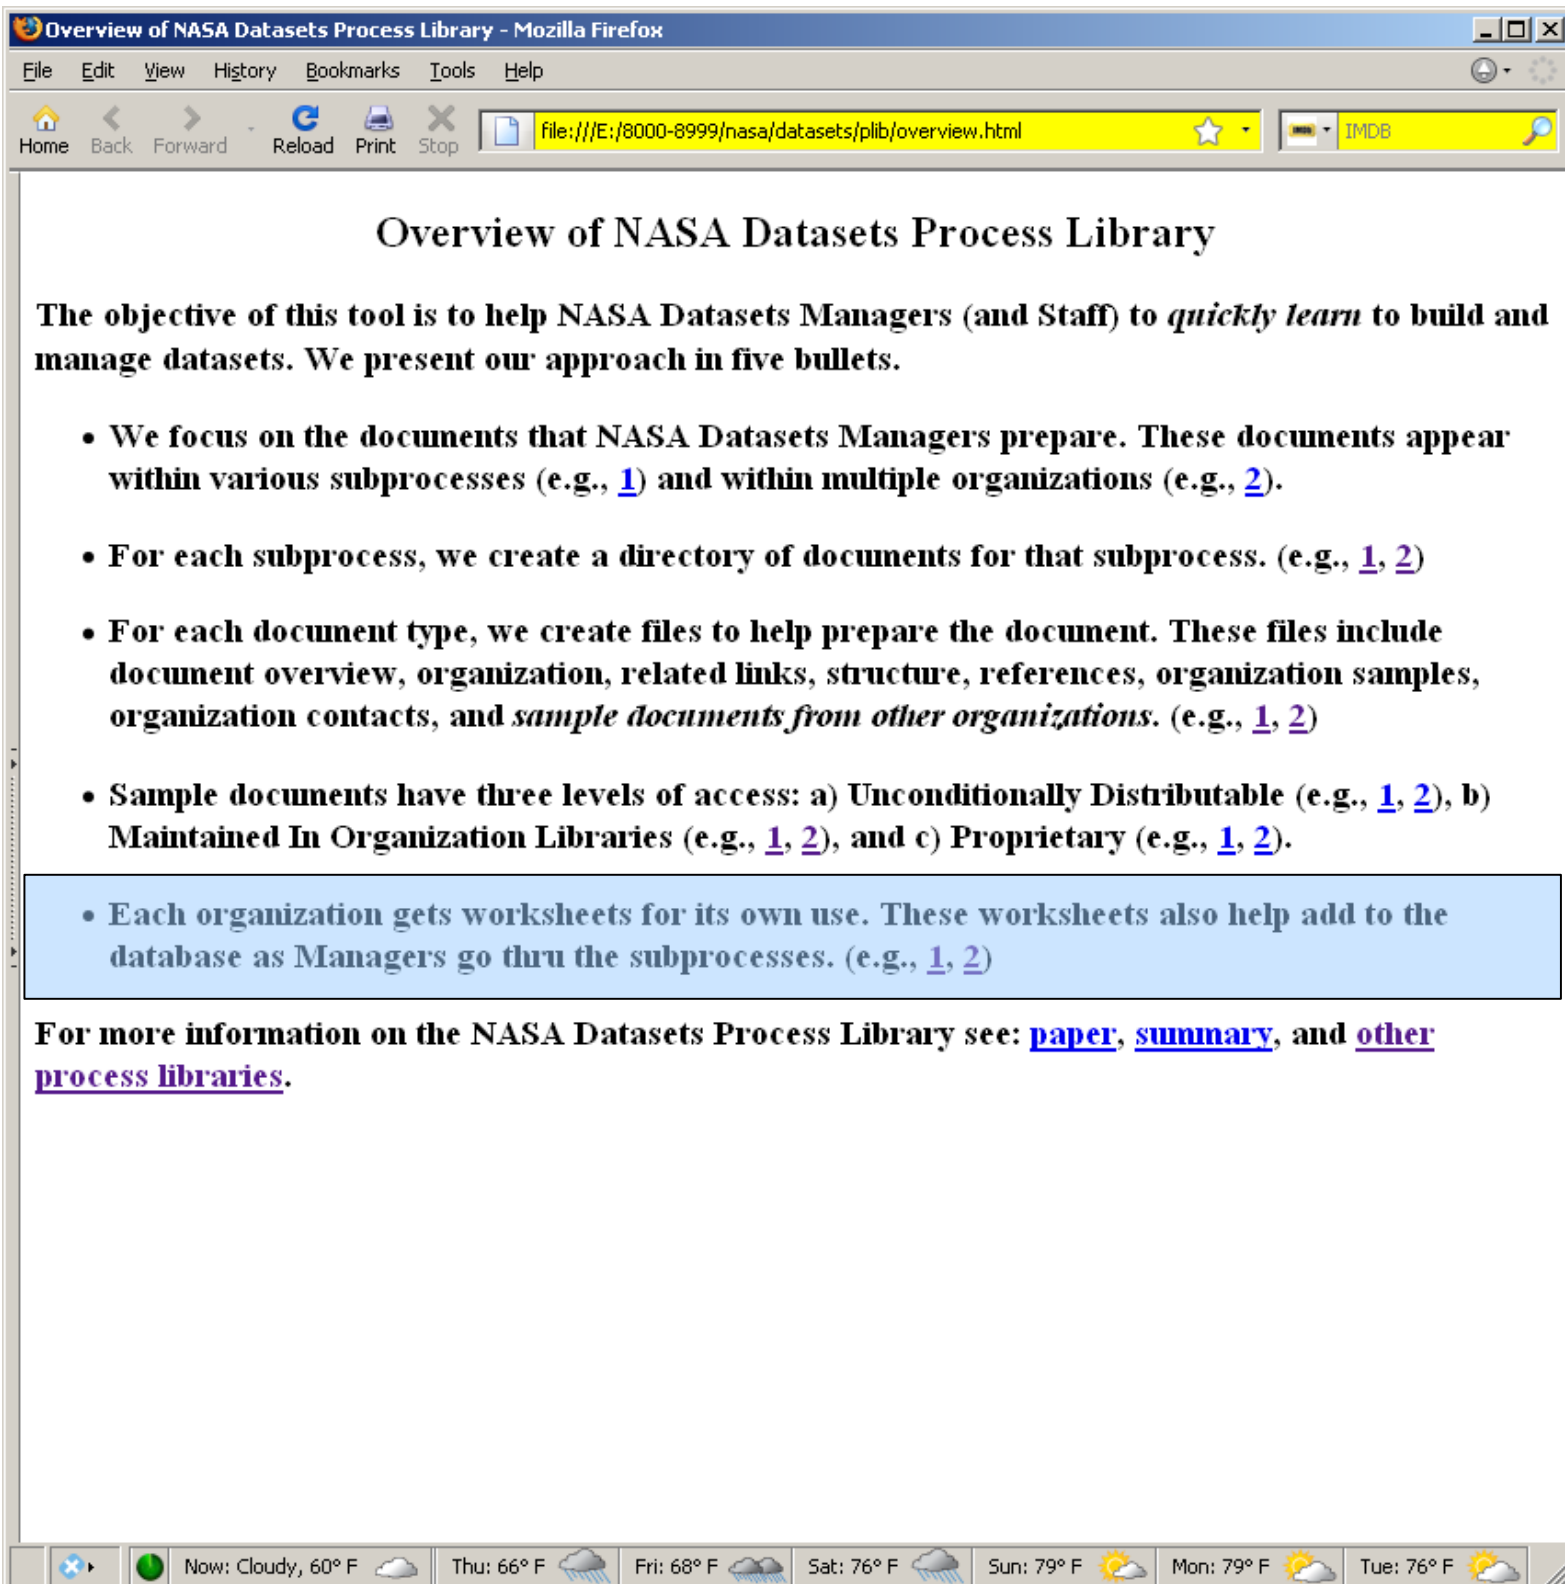 Overview of NASA Datasets Process Library - Mozilla Firefox
File Edit View History Bookmarks Tools Help
Home Back Forward Reload Print Stop file:///E:/8000-8999/nasa/datasets/plib/overview.html IMDB
Overview of NASA Datasets Process Library
The objective of this tool is to help NASA Datasets Managers (and Staff) to quickly learn to build and
manage datasets. We present our approach in five bullets.
• We focus on the documents that NASA Datasets Managers prepare. These documents appear
within various subprocesses (e.g., 1) and within multiple organizations (e.g., 2).
• For each subprocess, we create a directory of documents for that subprocess. (e.g., 1, 2)
• For each document type, we create files to help prepare the document. These files include
document overview, organization, related links, structure, references, organization samples,
organization contacts, and sample documents from other organizations. (e.g., 1, 2)
• Sample documents have three levels of access: a) Unconditionally Distributable (e.g., 1, 2), b)
Maintained In Organization Libraries (e.g., 1, 2), and c) Proprietary (e.g., 1, 2).
• Each organization gets worksheets for its own use. These worksheets also help add to the
database as Managers go thru the subprocesses. (e.g., 1, 2)
For more information on the NASA Datasets Process Library see: paper, summary, and other
process libraries.
Now: Cloudy, 60° F Thu: 66° F Fri: 68° F Sat: 76° F Sun: 79° F Mon: 79° F Tue: 76° F